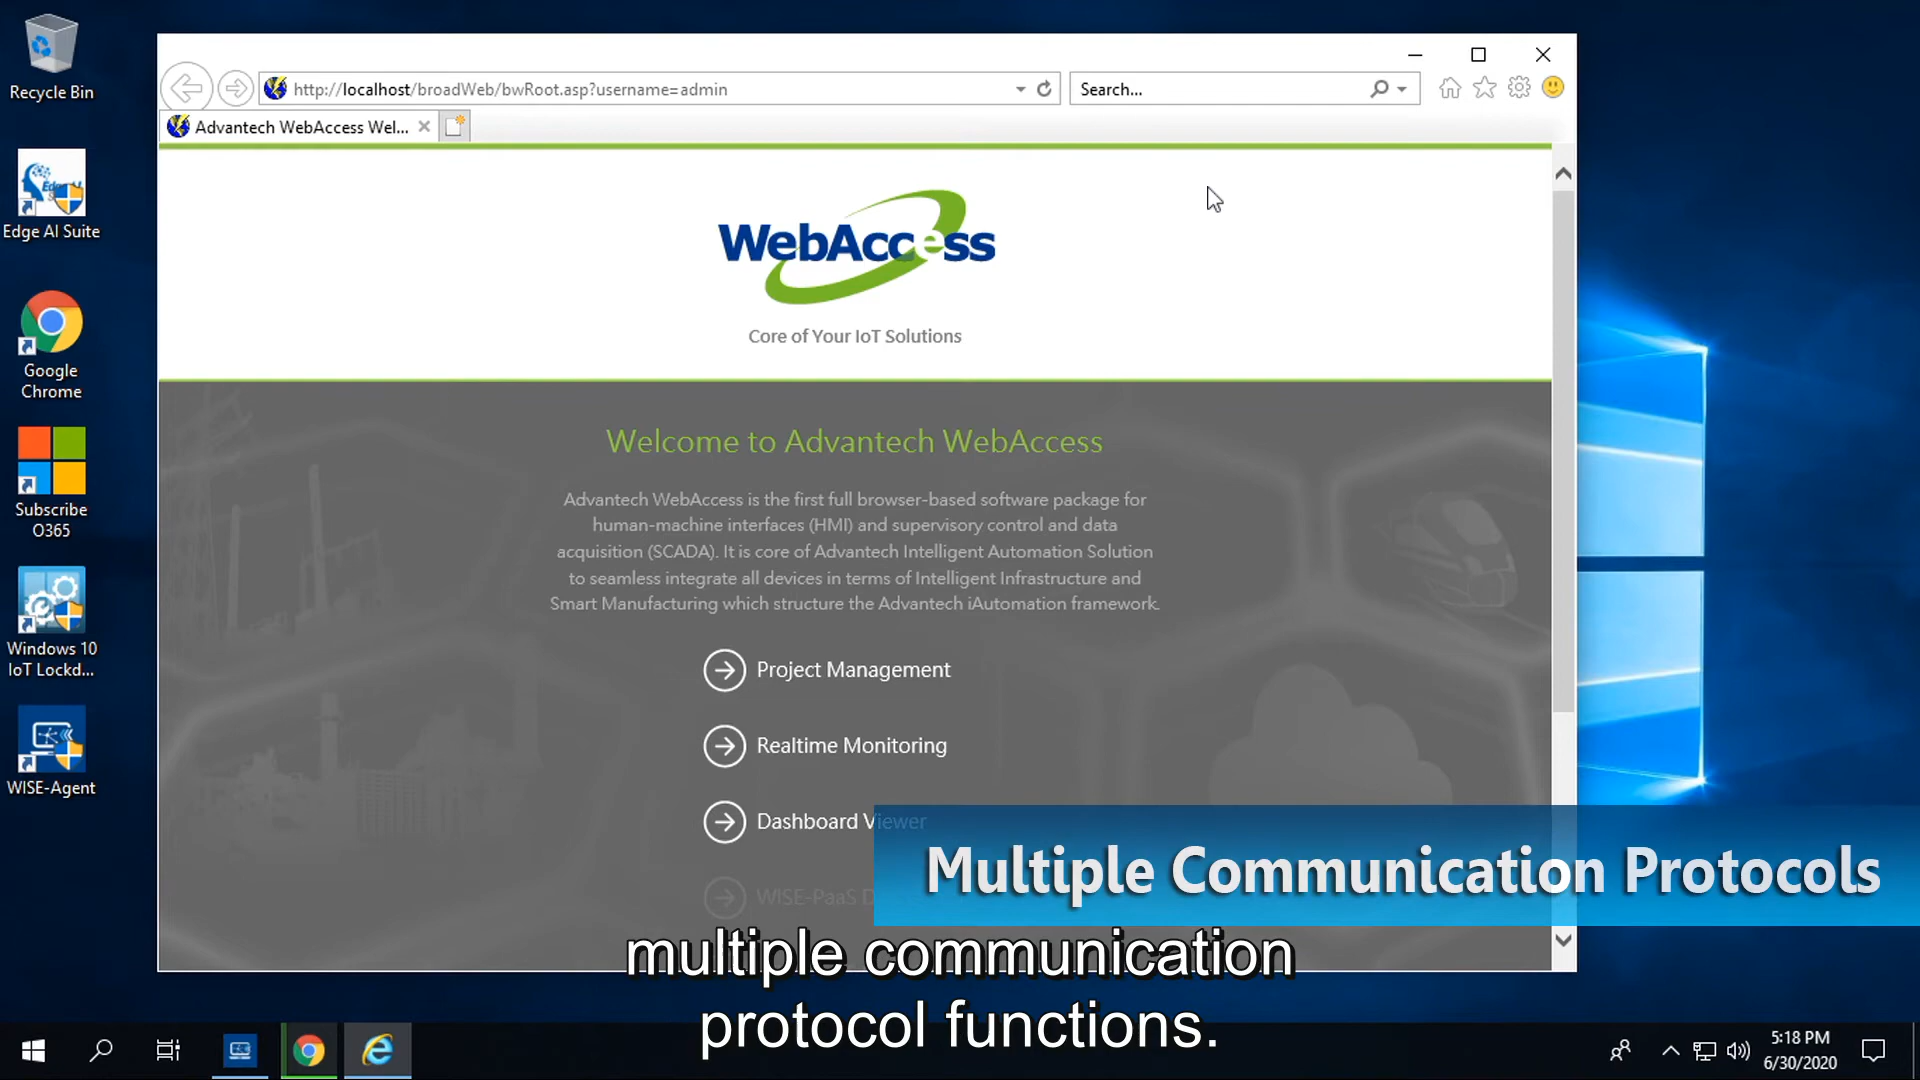 Recycle Bin
Edge AI Suite
Google
Chrome
Subscribe
O365
Windows 10
IoT Lockd...
WISE-Agent
http://localhost/broadWeb/bwRoot.asp?username=admin
Search...
Advantech WebAccess Wel...
WebAccess
Core of Your IoT Solutions
Welcome to Advantech WebAccess
Advantech WebAccess is the first full browser-based software package for
human-machine interfaces (HMI) and supervisory control and data
acquisition (SCADA). It is core of Advantech Intelligent Automation Solution
to seamless integrate all devices in terms of Intelligent Infrastructure and
Smart Manufacturing which structure the Advantech iAutomation framework.
Project Management
Realtime Monitoring
Dashboard Viewer
WISE-PaaS D
Multiple Communication Protocols
multiple communication
protocol functions.
5:18 PM
6/30/2020